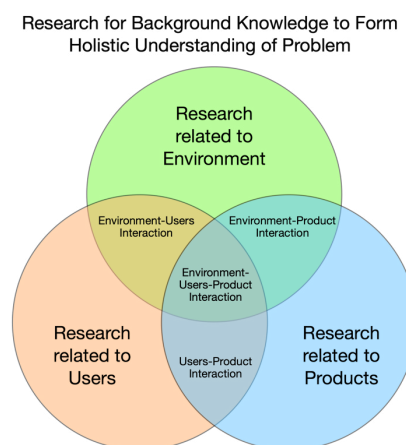 Research for Background Knowledge to Form
Holistic Understanding of Problem
Research
related to
Environment
Environment-Users
Interaction
Environment-Product
Interaction
Environment-
Users-Product
Interaction
Research
related to
Users
Users-Product
Interaction
Research
related to
Products